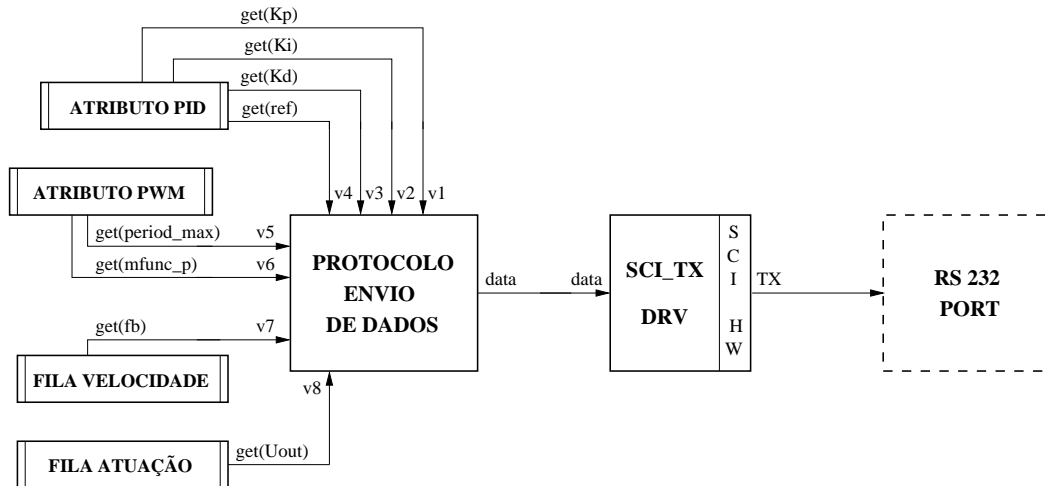 get(Kp)
get(Ki)
get(Kd)
get(ref)
ATRIBUTO PID
v4
v3
v2
v1
ATRIBUTO PWM
get(period_max)
v5
get(mfunc_p)
v6
get(fb)
v7
FILA VELOCIDADE
v8
get(Uout)
FILA ATUAÇÃO
PROTOCOLO
ENVIO
DE DADOS
data
data
SCI_TX
DRV
S
C
I
H
W
TX
RS 232
PORT